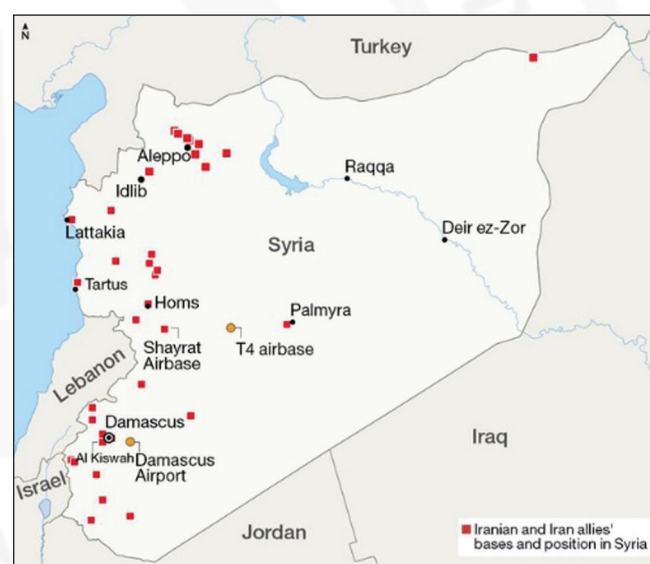 N
Turkey
Aleppo
Idlib
Raqqa
Lattakia
Deir ez-Zor
Syria
Tartus
Homs
Palmyra
Shayrat
Airbase
T4 airbase
Lebanon
Damascus
Iraq
Al Kiswah
Damascus
Airport
Israel
Jordan
Iranian and Iran allies'
bases and position in Syria